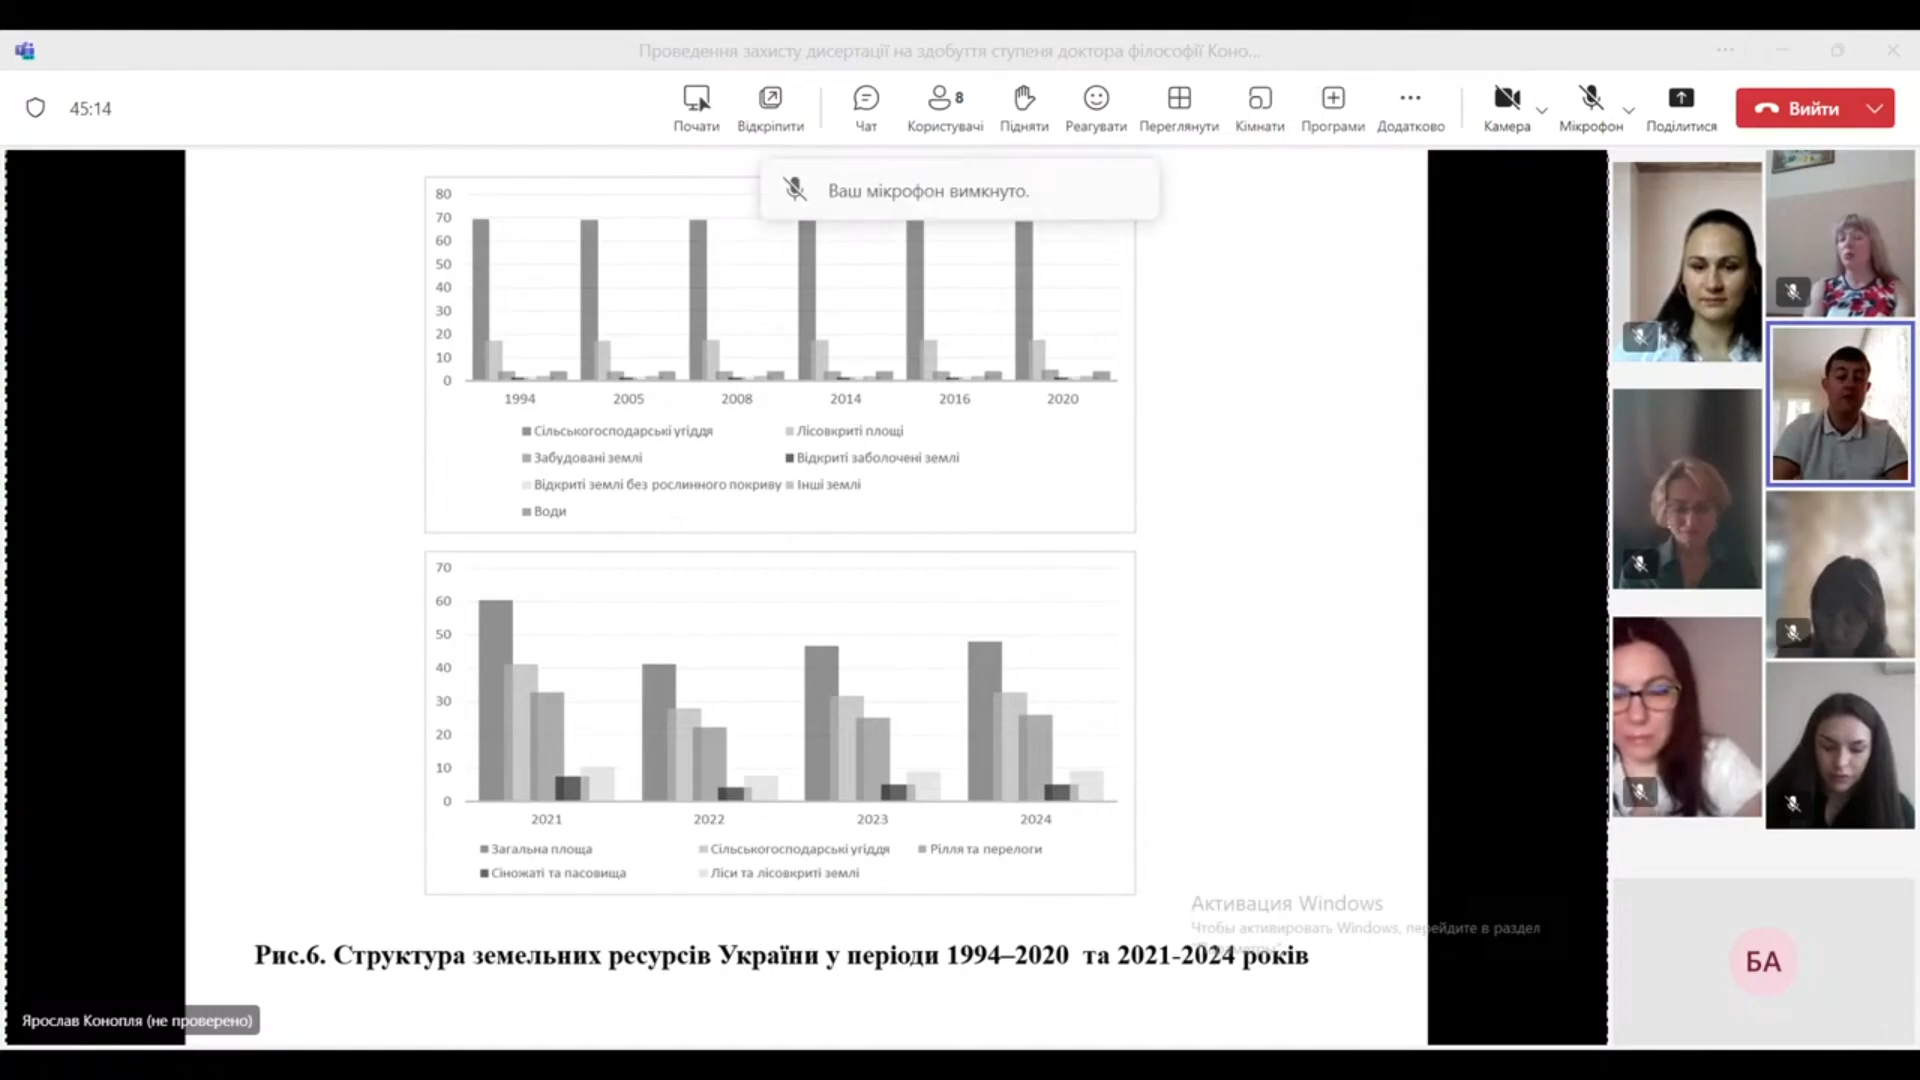 Проведення захисту дисертації на здобуття ступеня доктора філософії Коно...
45:14
Почати Відкріпити Чат Користувачі 8 Підняти Реагувати Переглянути Кімнати Програми Додатково Камера Мікрофон Поділитися Вийти
Ваш мікрофон вимкнуто.
80
70
60
50
40
30
20
10
0
1994 2005 2008 2014 2016 2020
Сільськогосподарські угіддя Лісовкриті площі
Забудовані землі Відкриті заболочені землі
Відкриті землі без рослинного покриву Інші землі
Води
70
60
50
40
30
20
10
0
2021 2022 2023 2024
Загальна площа Сільськогосподарські угіддя Рілля та перелоги
Сіножаті та пасовища Ліси та лісовкриті землі
Активация Windows
Чтобы активировать Windows, перейдите в раздел
"Параметры".
Рис.6. Структура земельних ресурсів України у періоди 1994–2020 та 2021-2024 років
БА
Ярослав Конопля (не проверено)